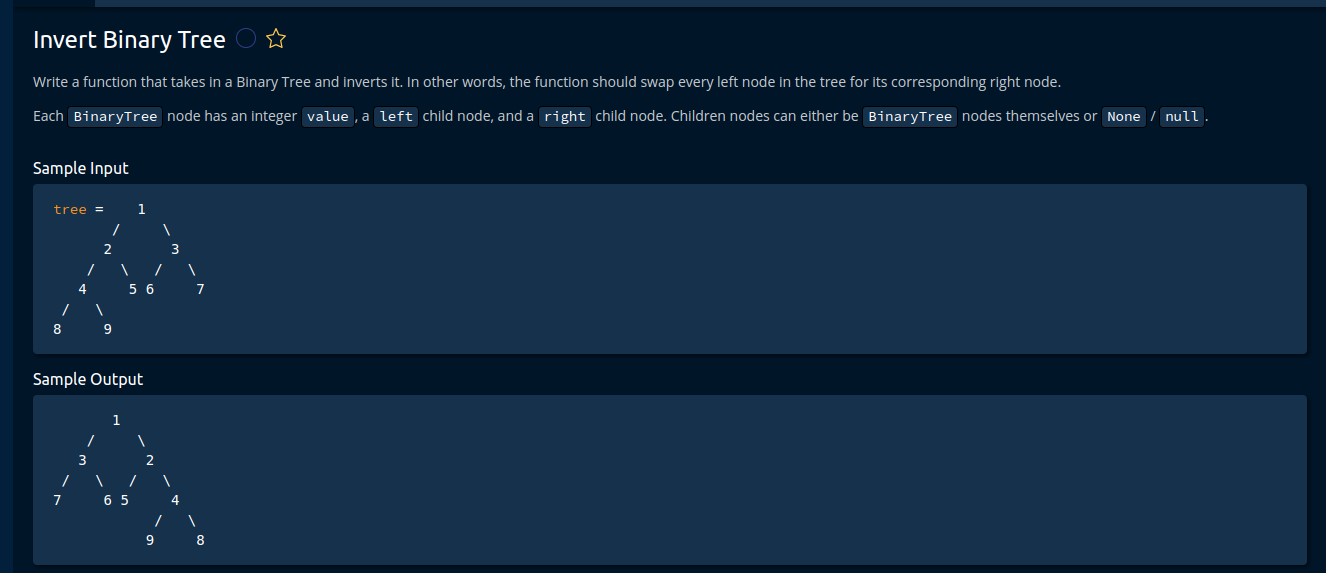 Invert Binary Tree
Write a function that takes in a Binary Tree and inverts it. In other words, the function should swap every left node in the tree for its corresponding right node.
Each BinaryTree node has an integer value , a left child node, and a right child node. Children nodes can either be BinaryTree nodes themselves or None / null .
Sample Input
tree =    1
       /     \
      2       3
    /   \   /   \
   4     5 6     7
 /   \
8     9
Sample Output
       1
    /     \
   3       2
 /   \   /   \
7     6 5     4
            /   \
           9     8